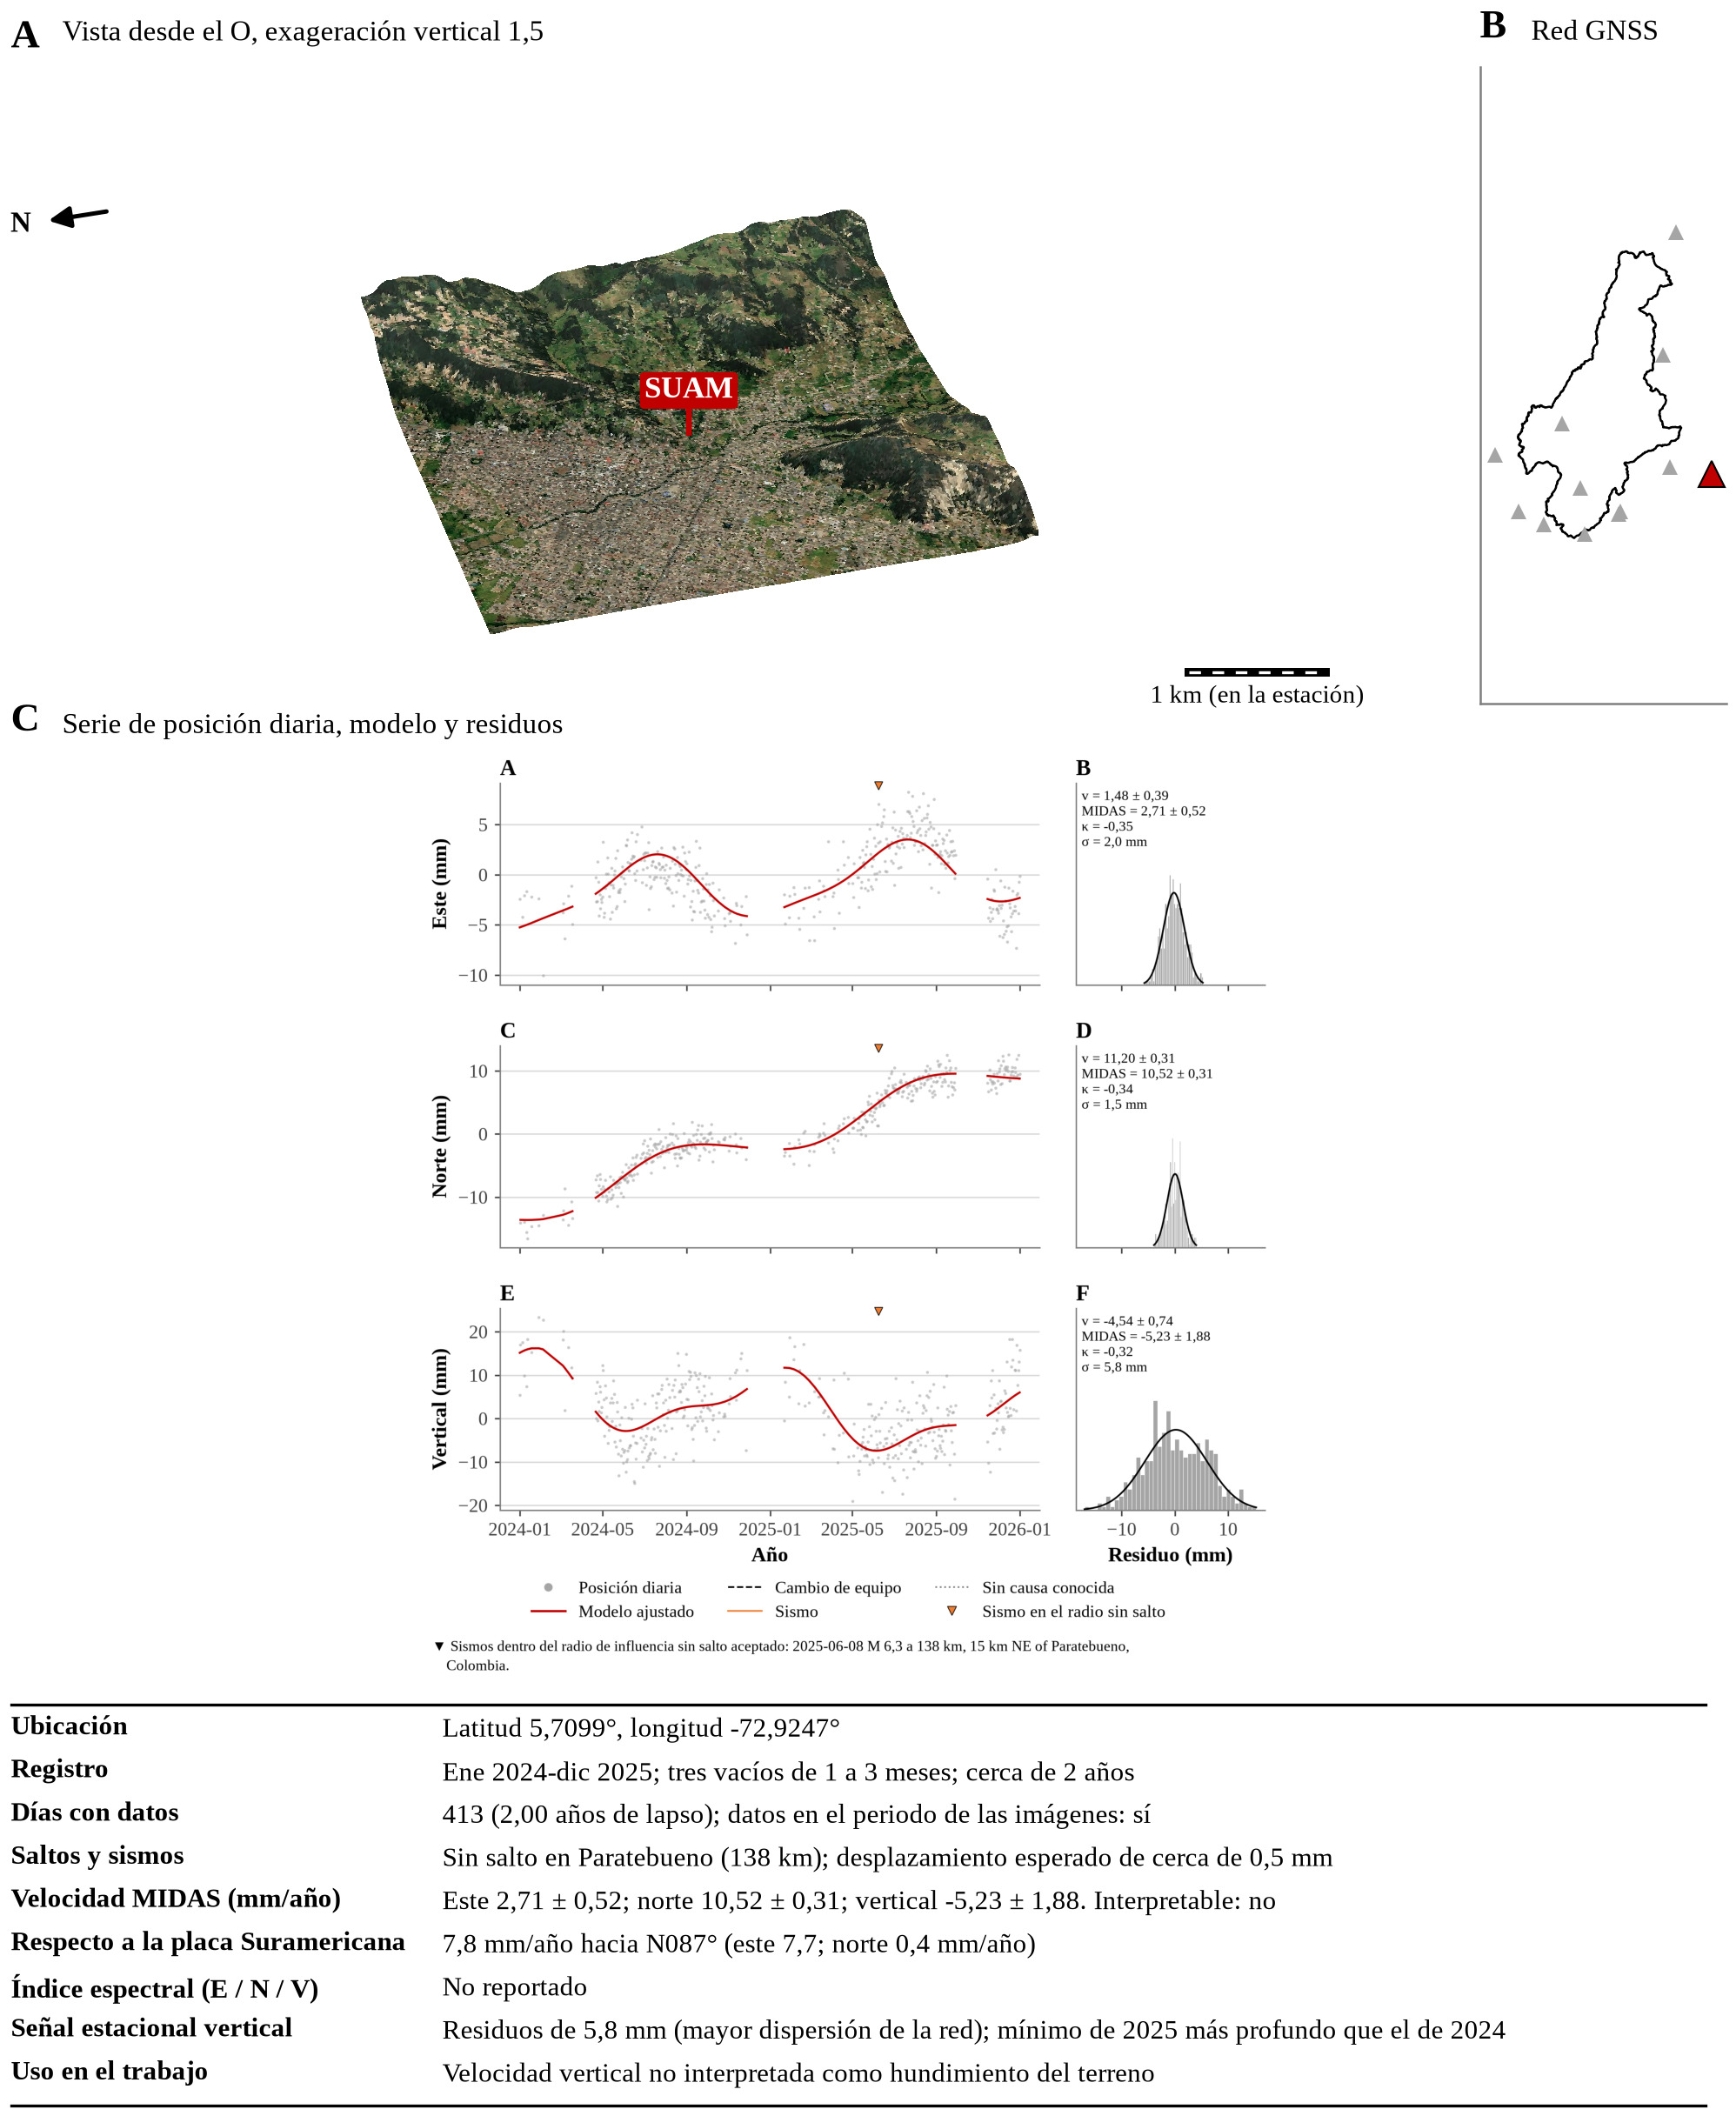 A Vista desde el O, exageración vertical 1,5
B Red GNSS
N
SUAM
1 km (en la estación)
C Serie de posición diaria, modelo y residuos
A
Este (mm)
5
0
−5
−10
B
v = 1,48 ± 0,39
MIDAS = 2,71 ± 0,52
κ = -0,35
σ = 2,0 mm
C
Norte (mm)
10
0
−10
D
v = 11,20 ± 0,31
MIDAS = 10,52 ± 0,31
κ = -0,34
σ = 1,5 mm
E
Vertical (mm)
20
10
0
−10
−20
2024-01 2024-05 2024-09 2025-01 2025-05 2025-09 2026-01
Año
F
v = -4,54 ± 0,74
MIDAS = -5,23 ± 1,88
κ = -0,32
σ = 5,8 mm
−10 0 10
Residuo (mm)
Posición diaria Cambio de equipo Sin causa conocida
Modelo ajustado Sismo Sismo en el radio sin salto
▼ Sismos dentro del radio de influencia sin salto aceptado: 2025-06-08 M 6,3 a 138 km, 15 km NE of Paratebueno,
Colombia.
Ubicación Latitud 5,7099°, longitud -72,9247°
Registro Ene 2024-dic 2025; tres vacíos de 1 a 3 meses; cerca de 2 años
Días con datos 413 (2,00 años de lapso); datos en el periodo de las imágenes: sí
Saltos y sismos Sin salto en Paratebueno (138 km); desplazamiento esperado de cerca de 0,5 mm
Velocidad MIDAS (mm/año) Este 2,71 ± 0,52; norte 10,52 ± 0,31; vertical -5,23 ± 1,88. Interpretable: no
Respecto a la placa Suramericana 7,8 mm/año hacia N087° (este 7,7; norte 0,4 mm/año)
Índice espectral (E / N / V) No reportado
Señal estacional vertical Residuos de 5,8 mm (mayor dispersión de la red); mínimo de 2025 más profundo que el de 2024
Uso en el trabajo Velocidad vertical no interpretada como hundimiento del terreno